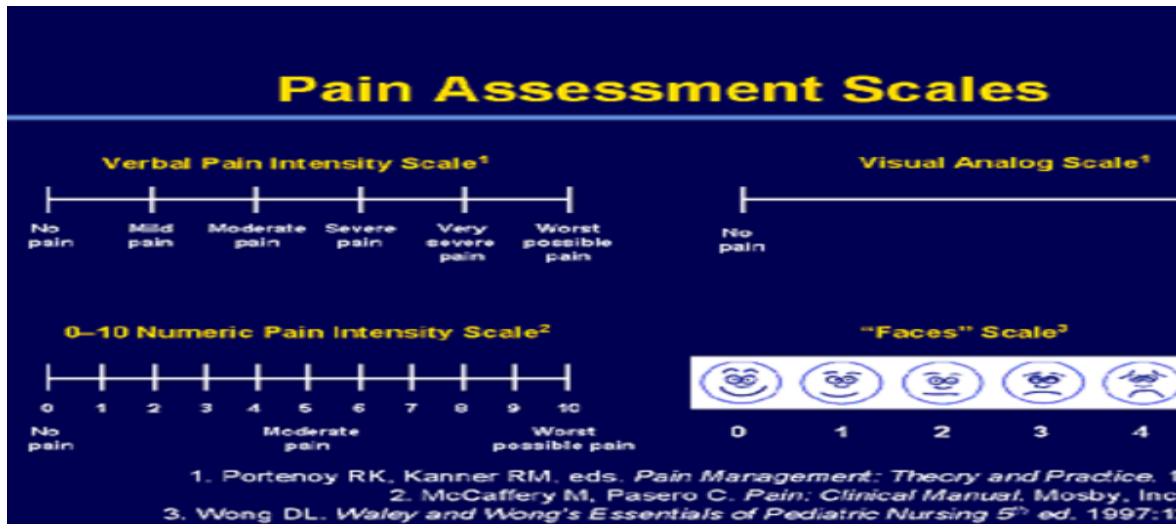 Pain Assessment Scales
Verbal Pain Intensity Scale¹
No pain
Mild pain
Moderate pain
Severe pain
Very severe pain
Worst possible pain
Visual Analog Scale¹
No pain
0–10 Numeric Pain Intensity Scale²
0 1 2 3 4 5 6 7 8 9 10
No pain
Moderate pain
Worst possible pain
"Faces" Scale³
0 1 2 3 4
1. Portenoy RK, Kanner RM, eds. Pain Management: Theory and Practice. 1
2. McCaffery M, Pasero C. Pain: Clinical Manual. Mosby, Inc
3. Wong DL. Waley and Wong's Essentials of Pediatric Nursing 5th ed. 1997:1